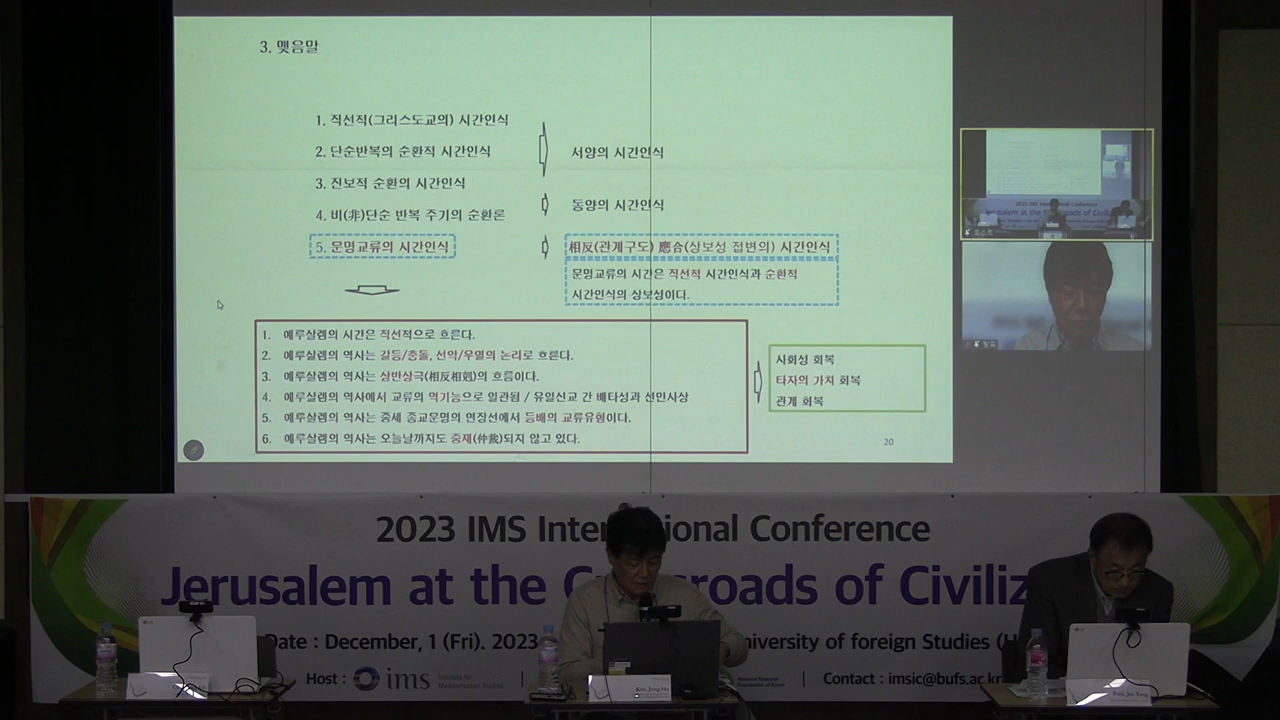 3. 맺음말
1. 직선적(그리스도교의) 시간인식
2. 단순반복의 순환적 시간인식
서양의 시간인식
3. 진보적 순환의 시간인식
4. 비(非)단순 반복 주기의 순환론
동양의 시간인식
5. 문명교류의 시간인식
相反(관계구도) 應合(상보성 접변의) 시간인식
문명교류의 시간은 직선적 시간인식과 순환적
시간인식의 상보성이다.
1. 예루살렘의 시간은 직선적으로 흐른다.
2. 예루살렘의 역사는 갈등/충돌, 선악/우열의 논리로 흐른다.
3. 예루살렘의 역사는 상반상극(相反相剋)의 흐름이다.
4. 예루살렘의 역사에서 교류의 역기능으로 일관됨 / 유일신교 간 배타성과 선민사상
5. 예루살렘의 역사는 중세 종교문명의 연장선에서 등배의 교류유형이다.
6. 예루살렘의 역사는 오늘날까지도 중재(仲裁)되지 않고 있다.
사회성 회복
타자의 가치 회복
관계 회복
20
2023 IMS Inter ional Conference
Jerusalem at the C roads of Civiliz
Date : December, 1 (Fri). 2023 niversity of foreign Studies (H
Host : ims Institute for Mediterranean Studies Contact : imsic@bufs.ac.kr
LG